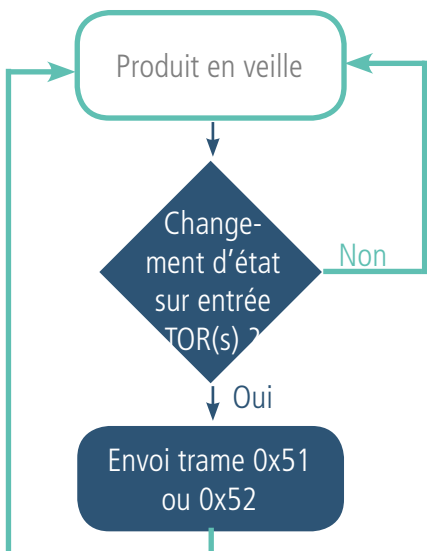 Produit en veille
Change-
ment d'état
sur entrée
TOR(s) ?
Non
Oui
Envoi trame 0x51
ou 0x52